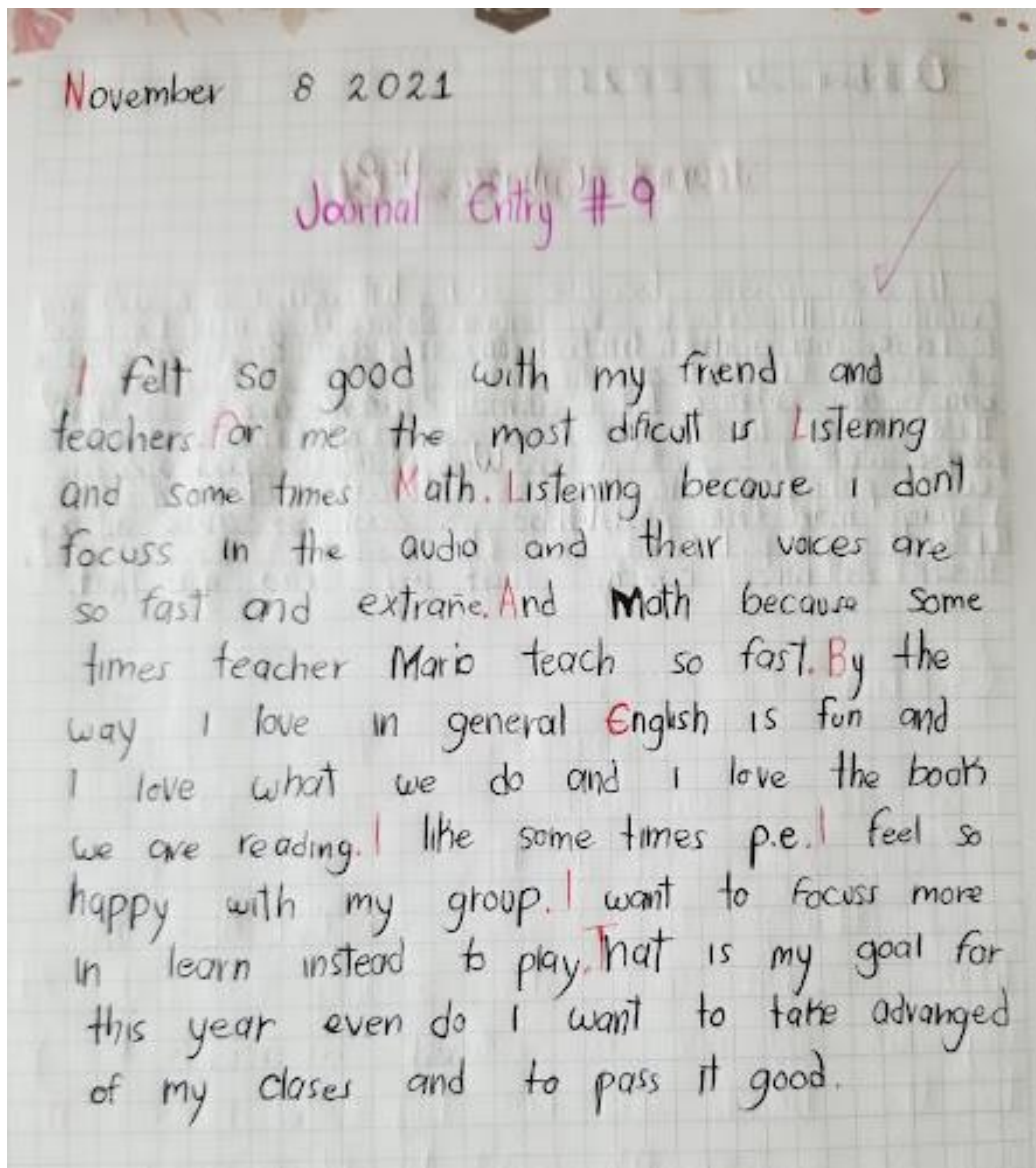 November 8 2021
Journal Entry #9
I felt so good with my friend and
teachers. For me the most dificult is Listening
and some times Math. Listening because i don't
focuss in the audio and their voices are
so fast and extrañe. And Math because some
times teacher Mario teach so fast. By the
way I love in general English is fun and
I love what we do and i love the book
we are reading. I like some times p.e. I feel so
happy with my group. I want to focuss more
in learn instead to play. That is my goal for
this year even do I want to take advanged
of my clases and to pass it good.